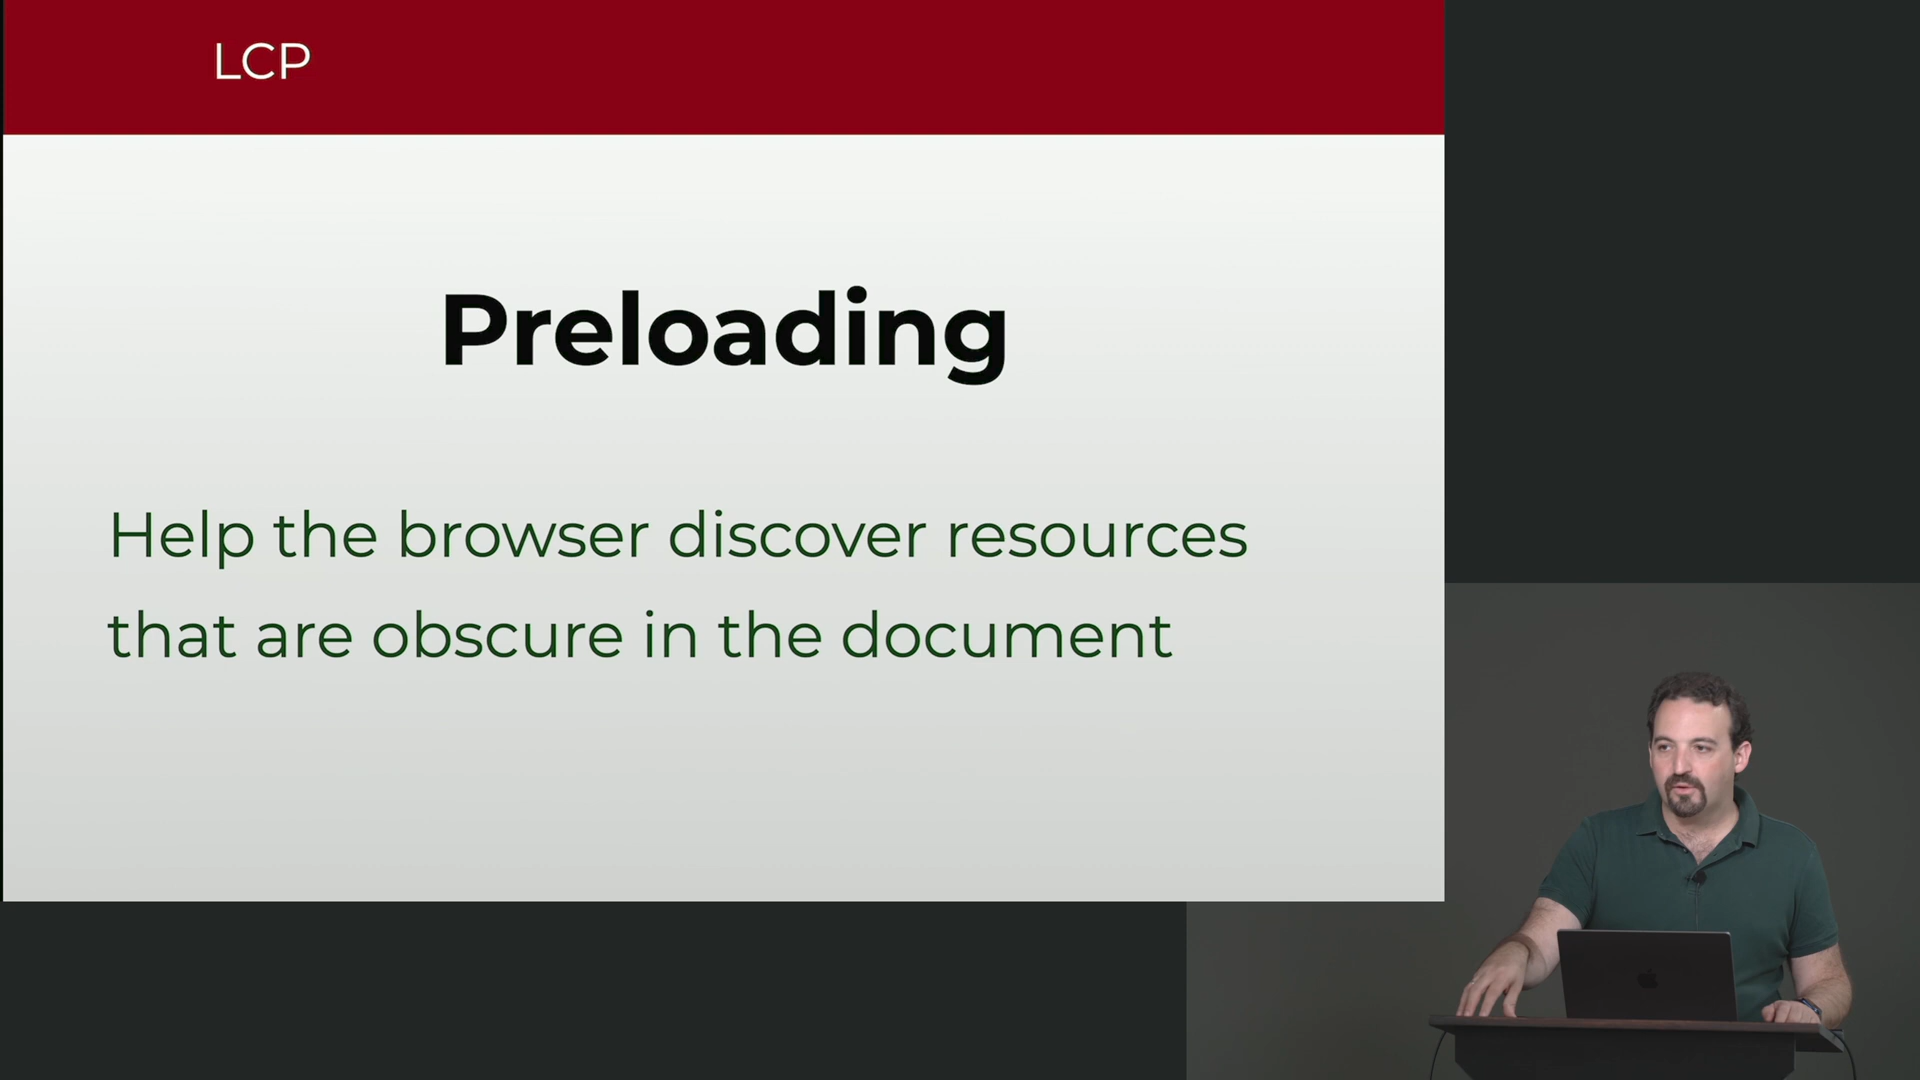 LCP
Preloading
Help the browser discover resources
that are obscure in the document